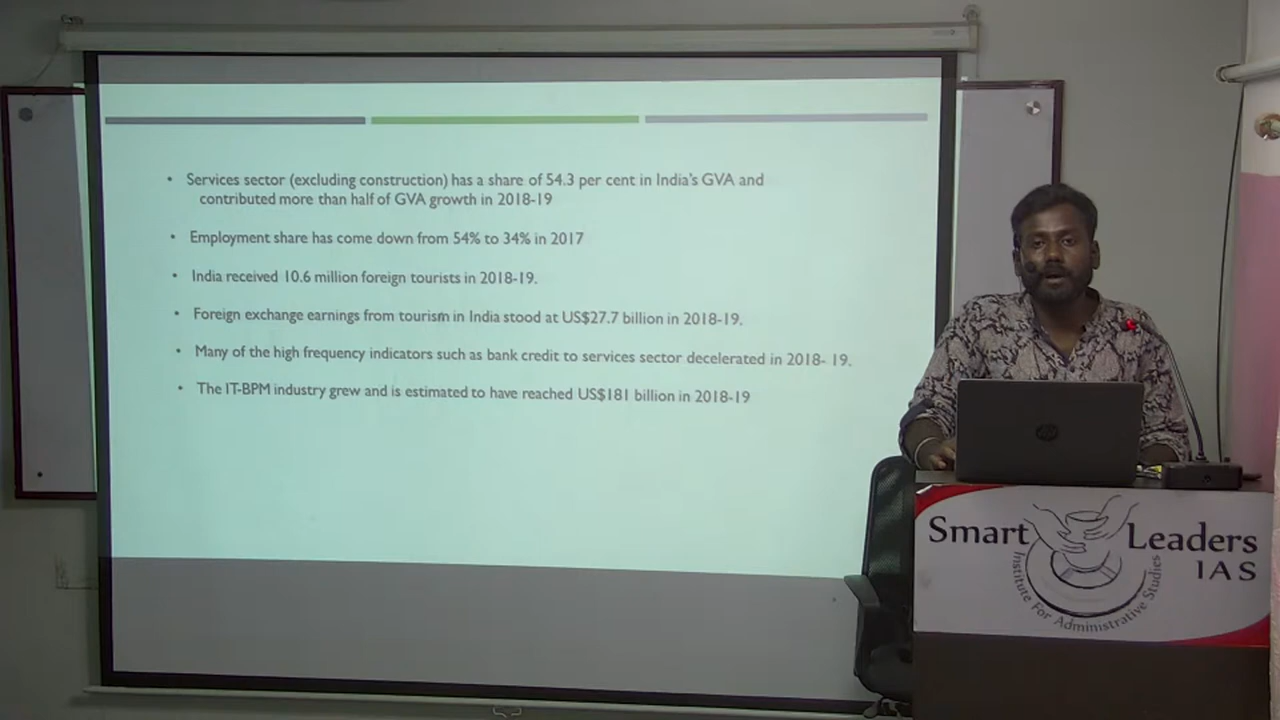 • Services sector (excluding construction) has a share of 54.3 per cent in India's GVA and
contributed more than half of GVA growth in 2018-19
• Employment share has come down from 54% to 34% in 2017
• India received 10.6 million foreign tourists in 2018-19.
• Foreign exchange earnings from tourism in India stood at US$27.7 billion in 2018-19.
• Many of the high frequency indicators such as bank credit to services sector decelerated in 2018- 19.
• The IT-BPM industry grew and is estimated to have reached US$181 billion in 2018-19
Smart Leaders
IAS
Institute For Administrative Studies